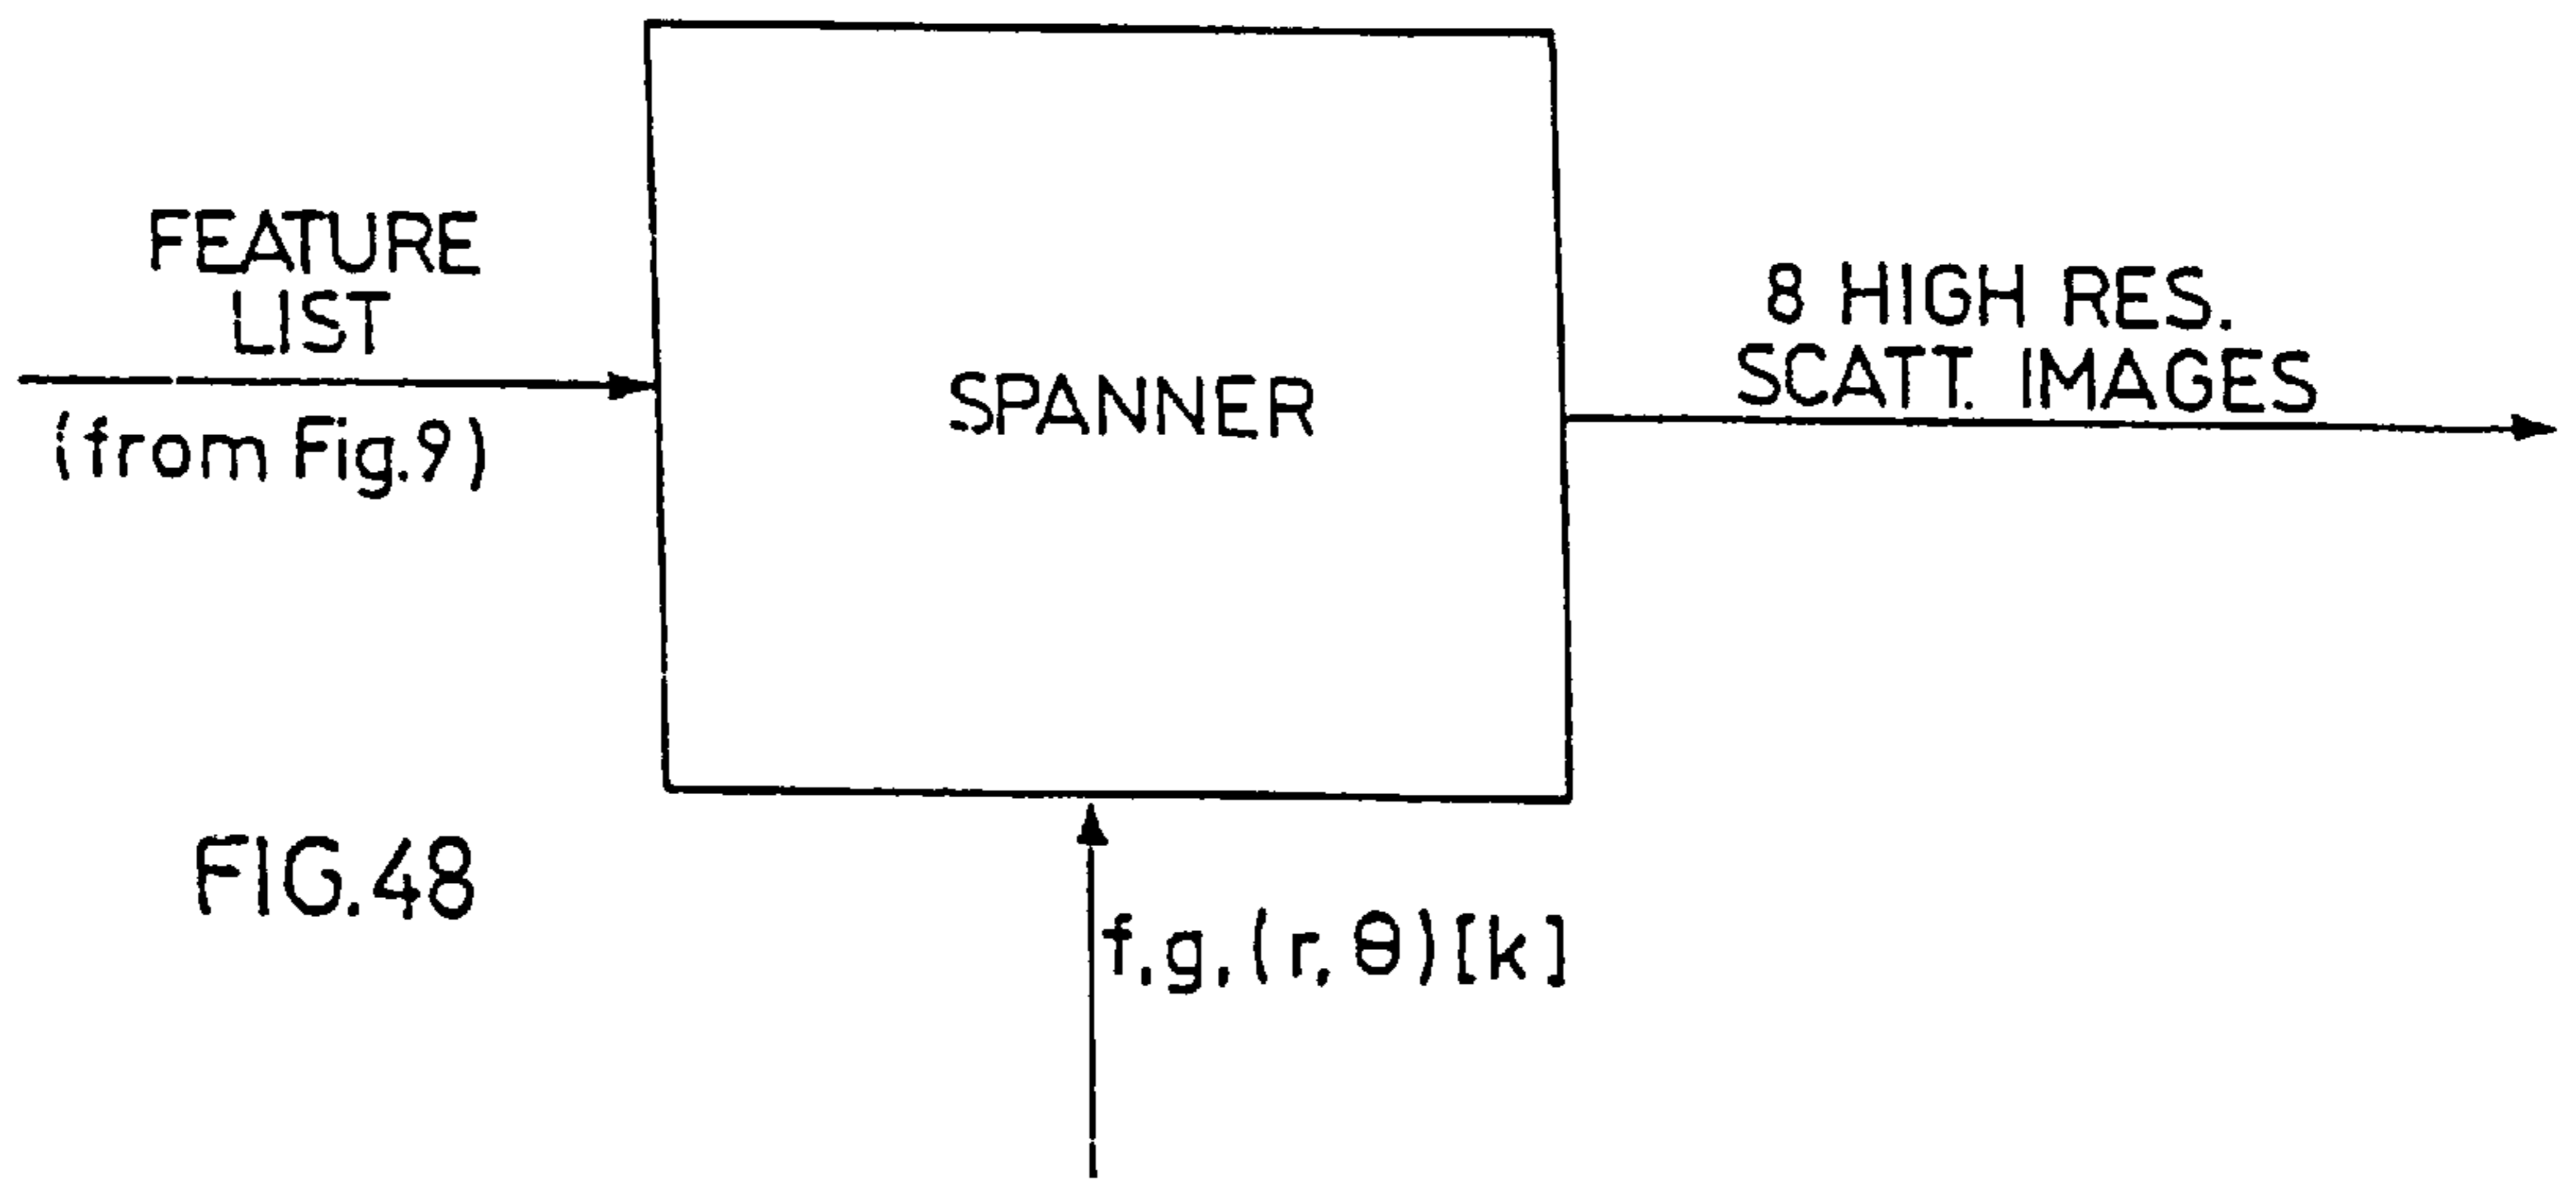 FEATURE
LIST
(from Fig.9)
SPANNER
8 HIGH RES.
SCATT. IMAGES
FIG.48
f,g,(r,θ)[k]